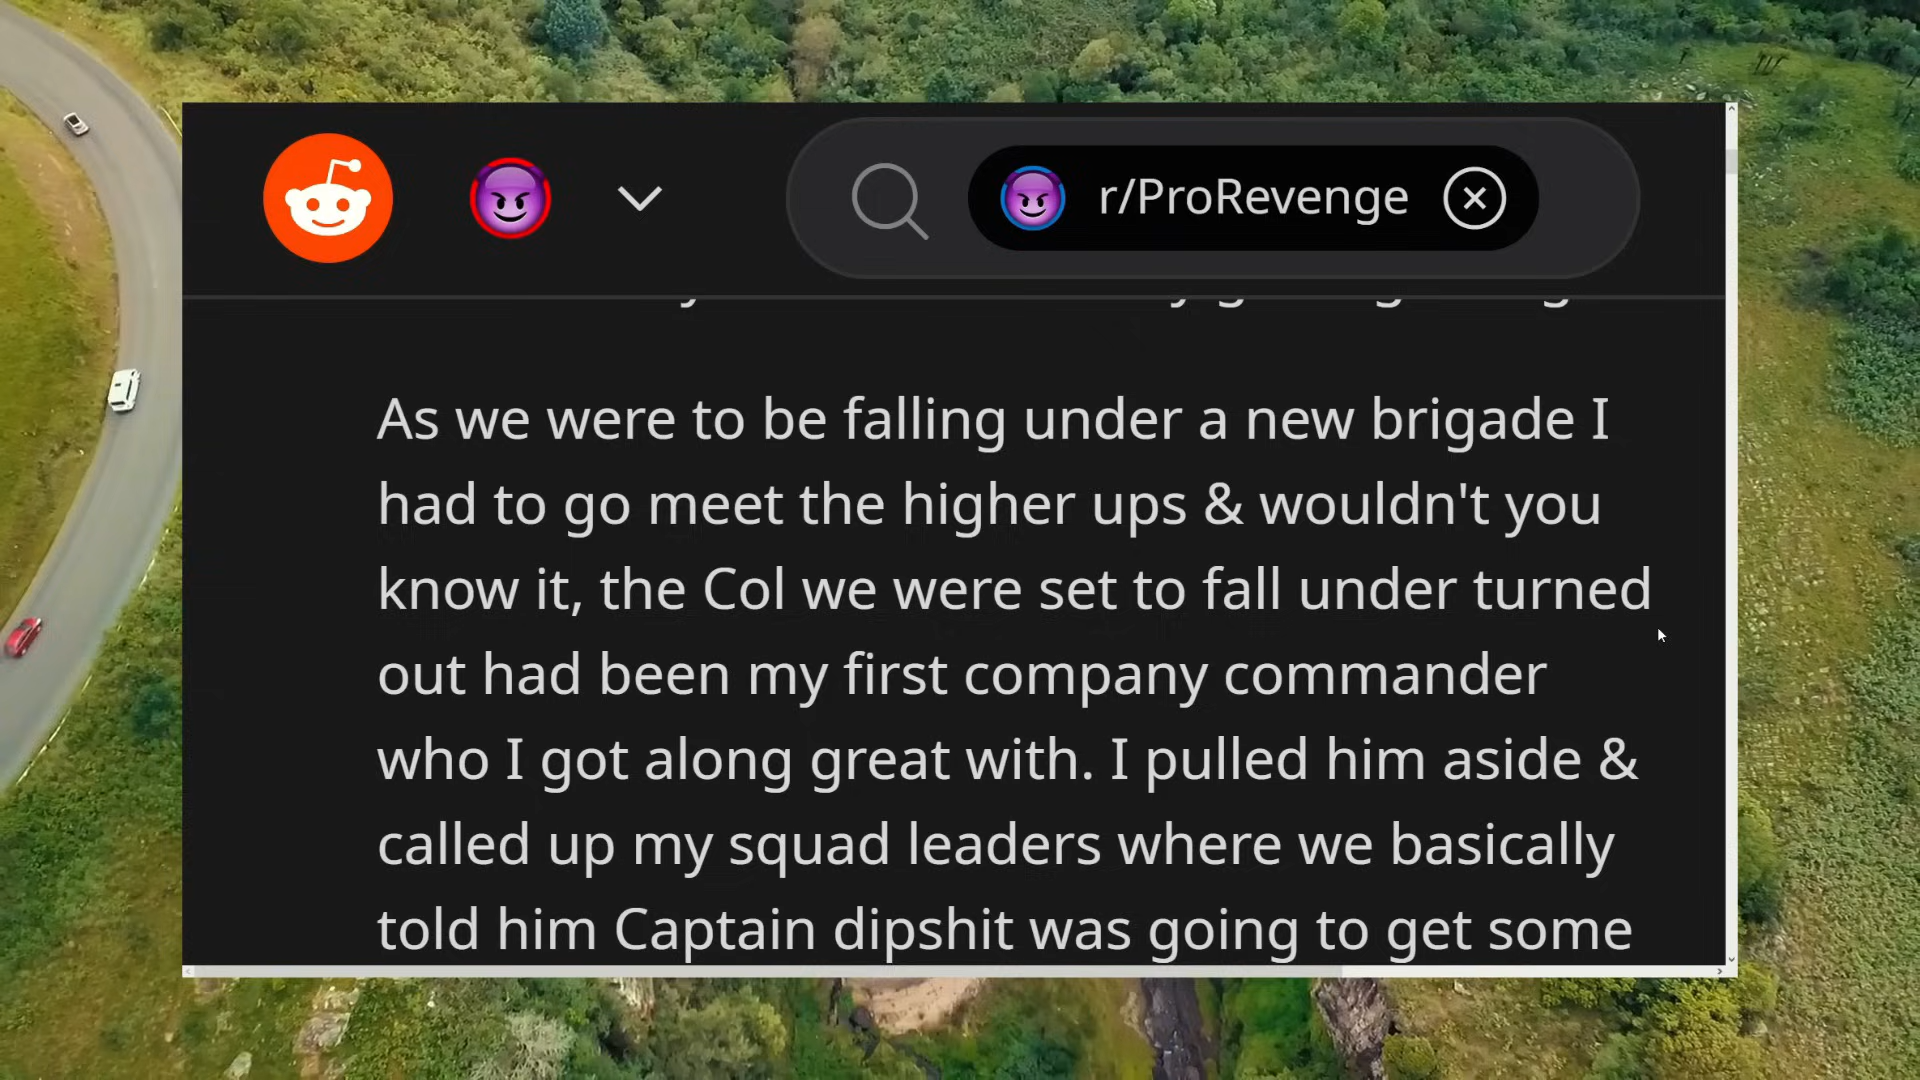 r/ProRevenge
As we were to be falling under a new brigade I
had to go meet the higher ups & wouldn't you
know it, the Col we were set to fall under turned
out had been my first company commander
who I got along great with. I pulled him aside &
called up my squad leaders where we basically
told him Captain dipshit was going to get some